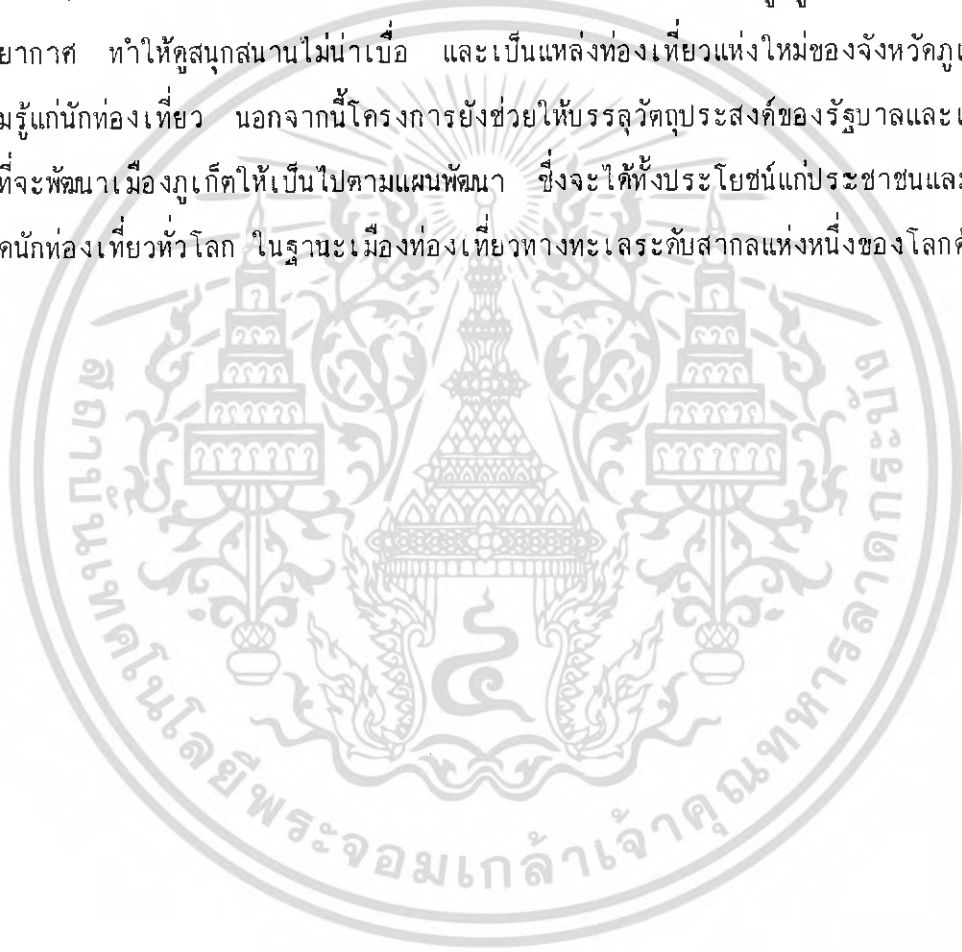 ยากาศ ทำให้ดูสนุกสนานไม่น่าเบื่อ และเป็นแหล่งท่องเที่ยวแห่งใหม่ของจังหวัดภูเ
มรู้แก่นักท่องเที่ยว นอกจากนี้โครงการยังช่วยให้บรรลุวัตถุประสงค์ของรัฐบาลและเ
ที่จะพัฒนาเมืองภูเก็ตให้เป็นไปตามแผนพัฒนา ซึ่งจะได้ทั้งประโยชน์แก่ประชาชนและ
ดนักท่องเที่ยวทั่วโลก ในฐานะเมืองท่องเที่ยวทางทะเลระดับสากลแห่งหนึ่งของโลกด้
สถาบันเทคโนโลยีพระจอมเกล้าเจ้าคุณทหารลาดกระบัง
๔